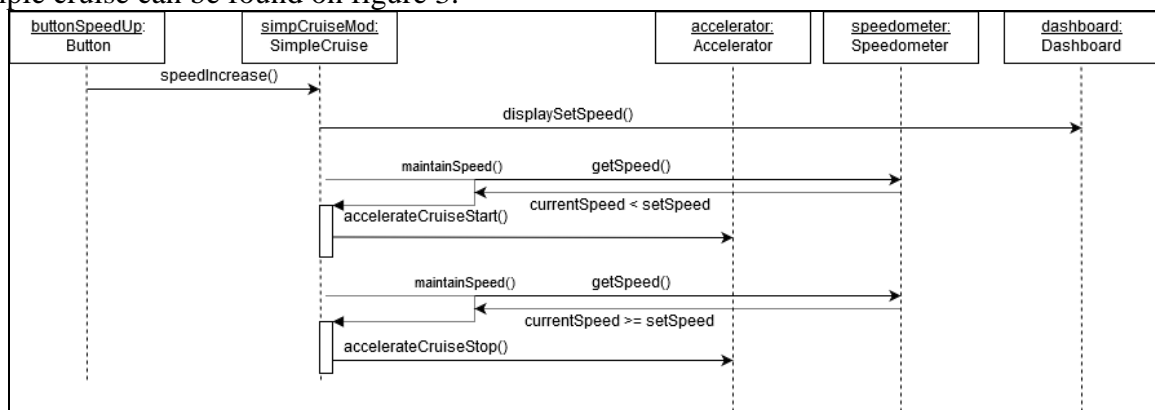 ple cruise can be found on figure 3.
buttonSpeedUp:
Button
simpCruiseMod:
SimpleCruise
accelerator:
Accelerator
speedometer:
Speedometer
dashboard:
Dashboard
speedIncrease()
displaySetSpeed()
maintainSpeed()
getSpeed()
currentSpeed < setSpeed
accelerateCruiseStart()
maintainSpeed()
getSpeed()
currentSpeed >= setSpeed
accelerateCruiseStop()